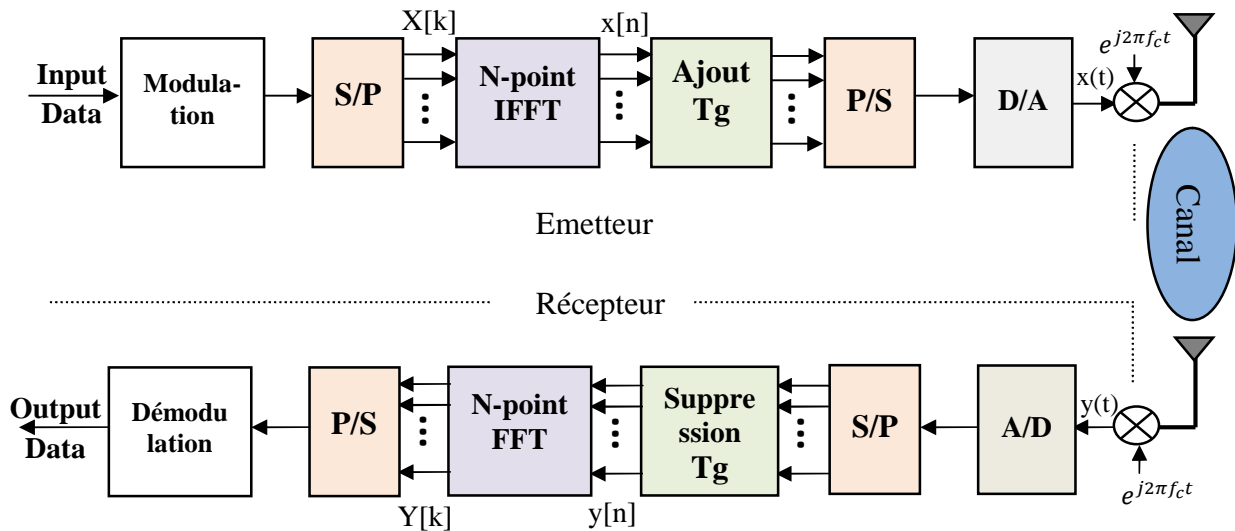 X[k]
x[n]
Input
Data
Modula-
tion
S/P
N-point
IFFT
Ajout
Tg
P/S
D/A
x(t)
e^{j2πf_ct}
Canal
Emetteur
Récepteur
Output
Data
Démodu
lation
P/S
N-point
FFT
Suppre
ssion
Tg
S/P
A/D
y(t)
e^{j2πf_ct}
Y[k]
y[n]